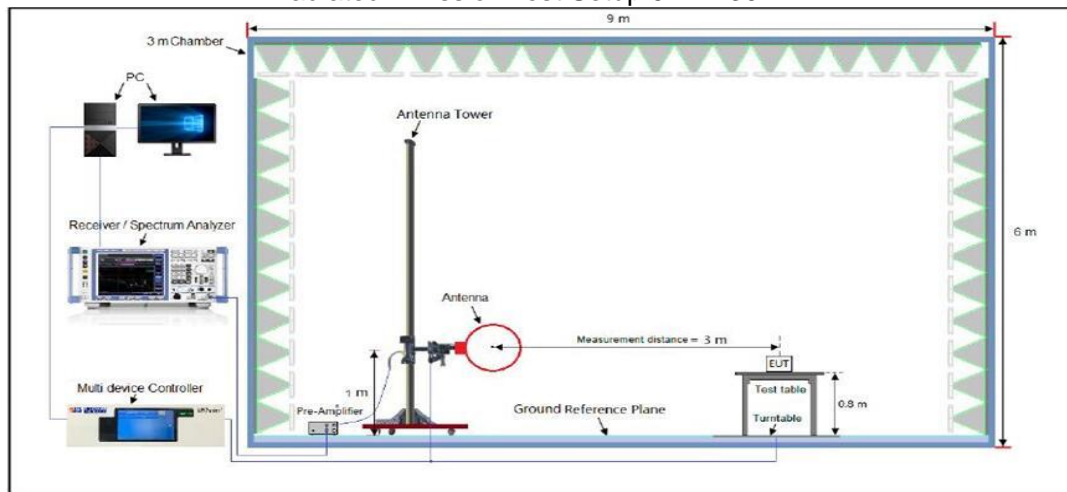 9 m
3 m Chamber
PC
Antenna Tower
Receiver / Spectrum Analyzer
6 m
Antenna
Measurement distance = 3 m
EUT
Multi device Controller
1 m
Test table
0.8 m
Pre-Amplifier
Ground Reference Plane
Turntable